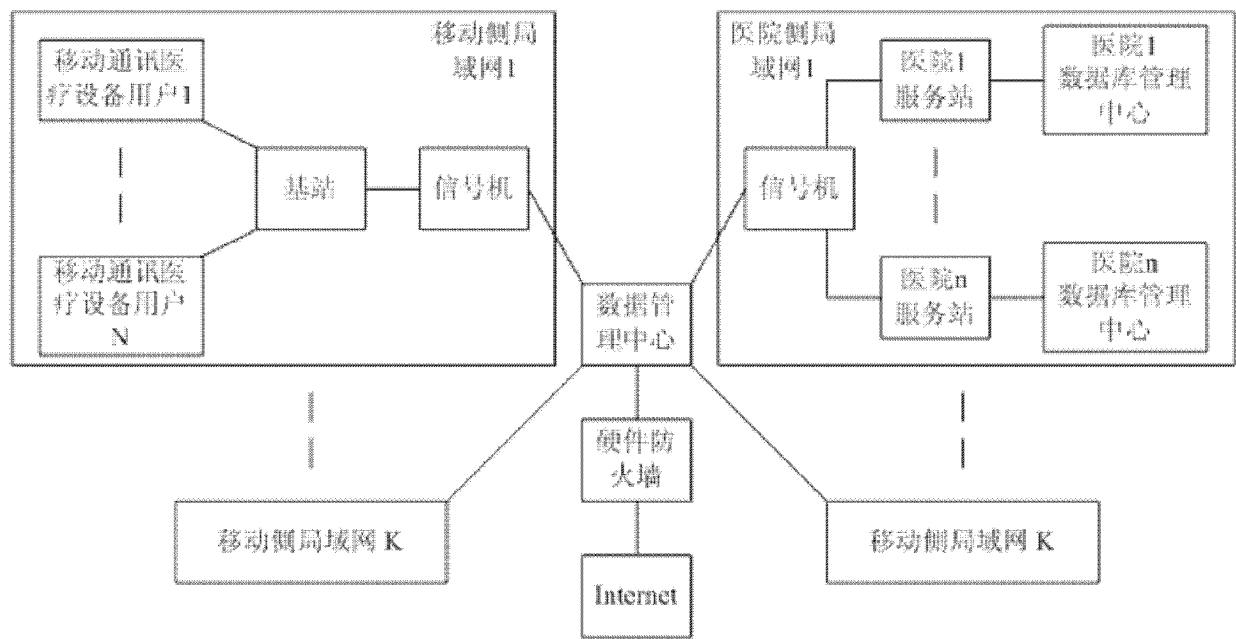 移动通讯医
疗设备用户1
移动侧局
域网1
基站
信号机
移动通讯医
疗设备用户
N
医院侧局
域网1
医院1
服务站
医院1
数据库管理
中心
信号机
医院n
服务站
医院n
数据库管理
中心
数据管
理中心
硬件防
火墙
移动侧局域网 K
移动侧局域网 K
Internet